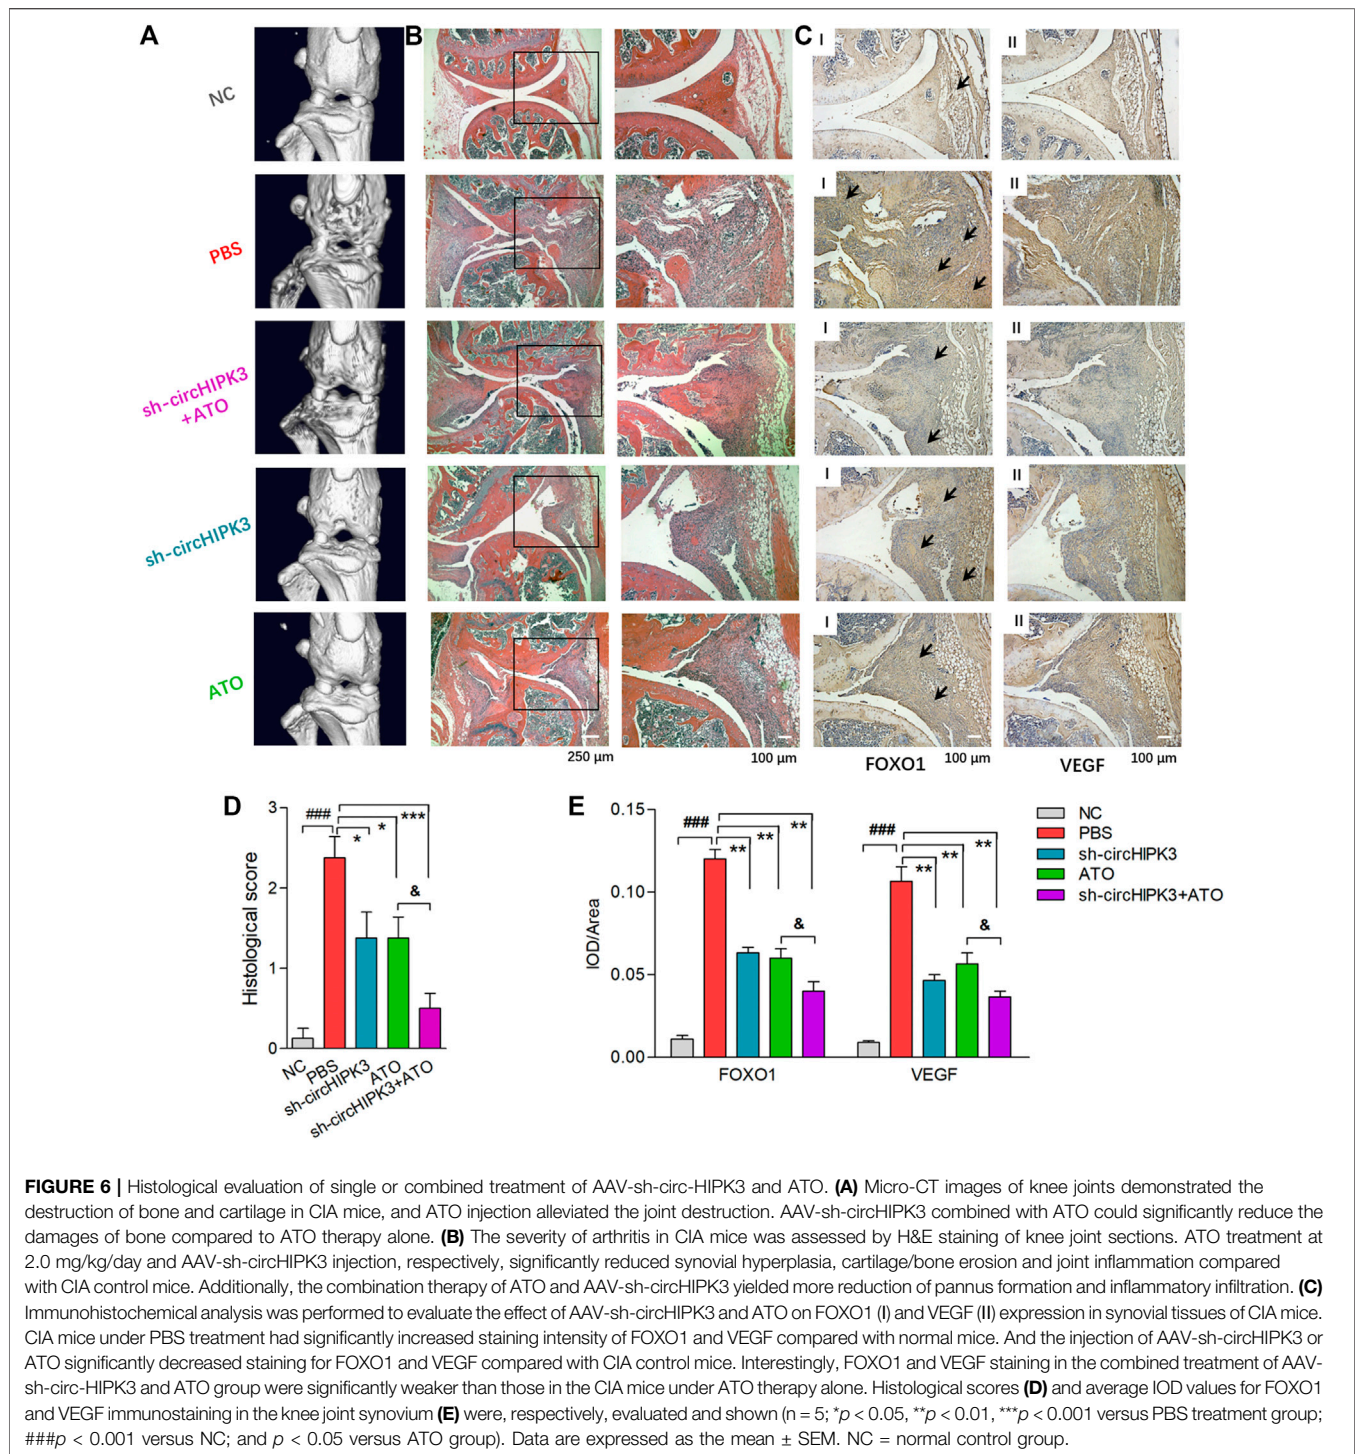 A
B
C
I
II
NC
I
II
PBS
I
II
sh-circHIPK3
+ATO
I
II
sh-circHIPK3
I
II
ATO
250 µm
100 µm
FOXO1
100 µm
VEGF
100 µm
D
Histological score
3
2
1
0
###
*
*
***
&
NC
PBS
sh-circHIPK3
ATO
sh-circHIPK3+ATO
E
IOD/Area
0.15
0.10
0.05
0.00
###
**
**
**
&
###
**
**
**
&
FOXO1
VEGF
NC
PBS
sh-circHIPK3
ATO
sh-circHIPK3+ATO
FIGURE 6 | Histological evaluation of single or combined treatment of AAV-sh-circ-HIPK3 and ATO. (A) Micro-CT images of knee joints demonstrated the
destruction of bone and cartilage in CIA mice, and ATO injection alleviated the joint destruction. AAV-sh-circHIPK3 combined with ATO could significantly reduce the
damages of bone compared to ATO therapy alone. (B) The severity of arthritis in CIA mice was assessed by H&E staining of knee joint sections. ATO treatment at
2.0 mg/kg/day and AAV-sh-circHIPK3 injection, respectively, significantly reduced synovial hyperplasia, cartilage/bone erosion and joint inflammation compared
with CIA control mice. Additionally, the combination therapy of ATO and AAV-sh-circHIPK3 yielded more reduction of pannus formation and inflammatory infiltration. (C)
Immunohistochemical analysis was performed to evaluate the effect of AAV-sh-circHIPK3 and ATO on FOXO1 (I) and VEGF (II) expression in synovial tissues of CIA mice.
CIA mice under PBS treatment had significantly increased staining intensity of FOXO1 and VEGF compared with normal mice. And the injection of AAV-sh-circHIPK3 or
ATO significantly decreased staining for FOXO1 and VEGF compared with CIA control mice. Interestingly, FOXO1 and VEGF staining in the combined treatment of AAV-
sh-circ-HIPK3 and ATO group were significantly weaker than those in the CIA mice under ATO therapy alone. Histological scores (D) and average IOD values for FOXO1
and VEGF immunostaining in the knee joint synovium (E) were, respectively, evaluated and shown (n = 5; *p < 0.05, **p < 0.01, ***p < 0.001 versus PBS treatment group;
###p < 0.001 versus NC; and p < 0.05 versus ATO group). Data are expressed as the mean ± SEM. NC = normal control group.